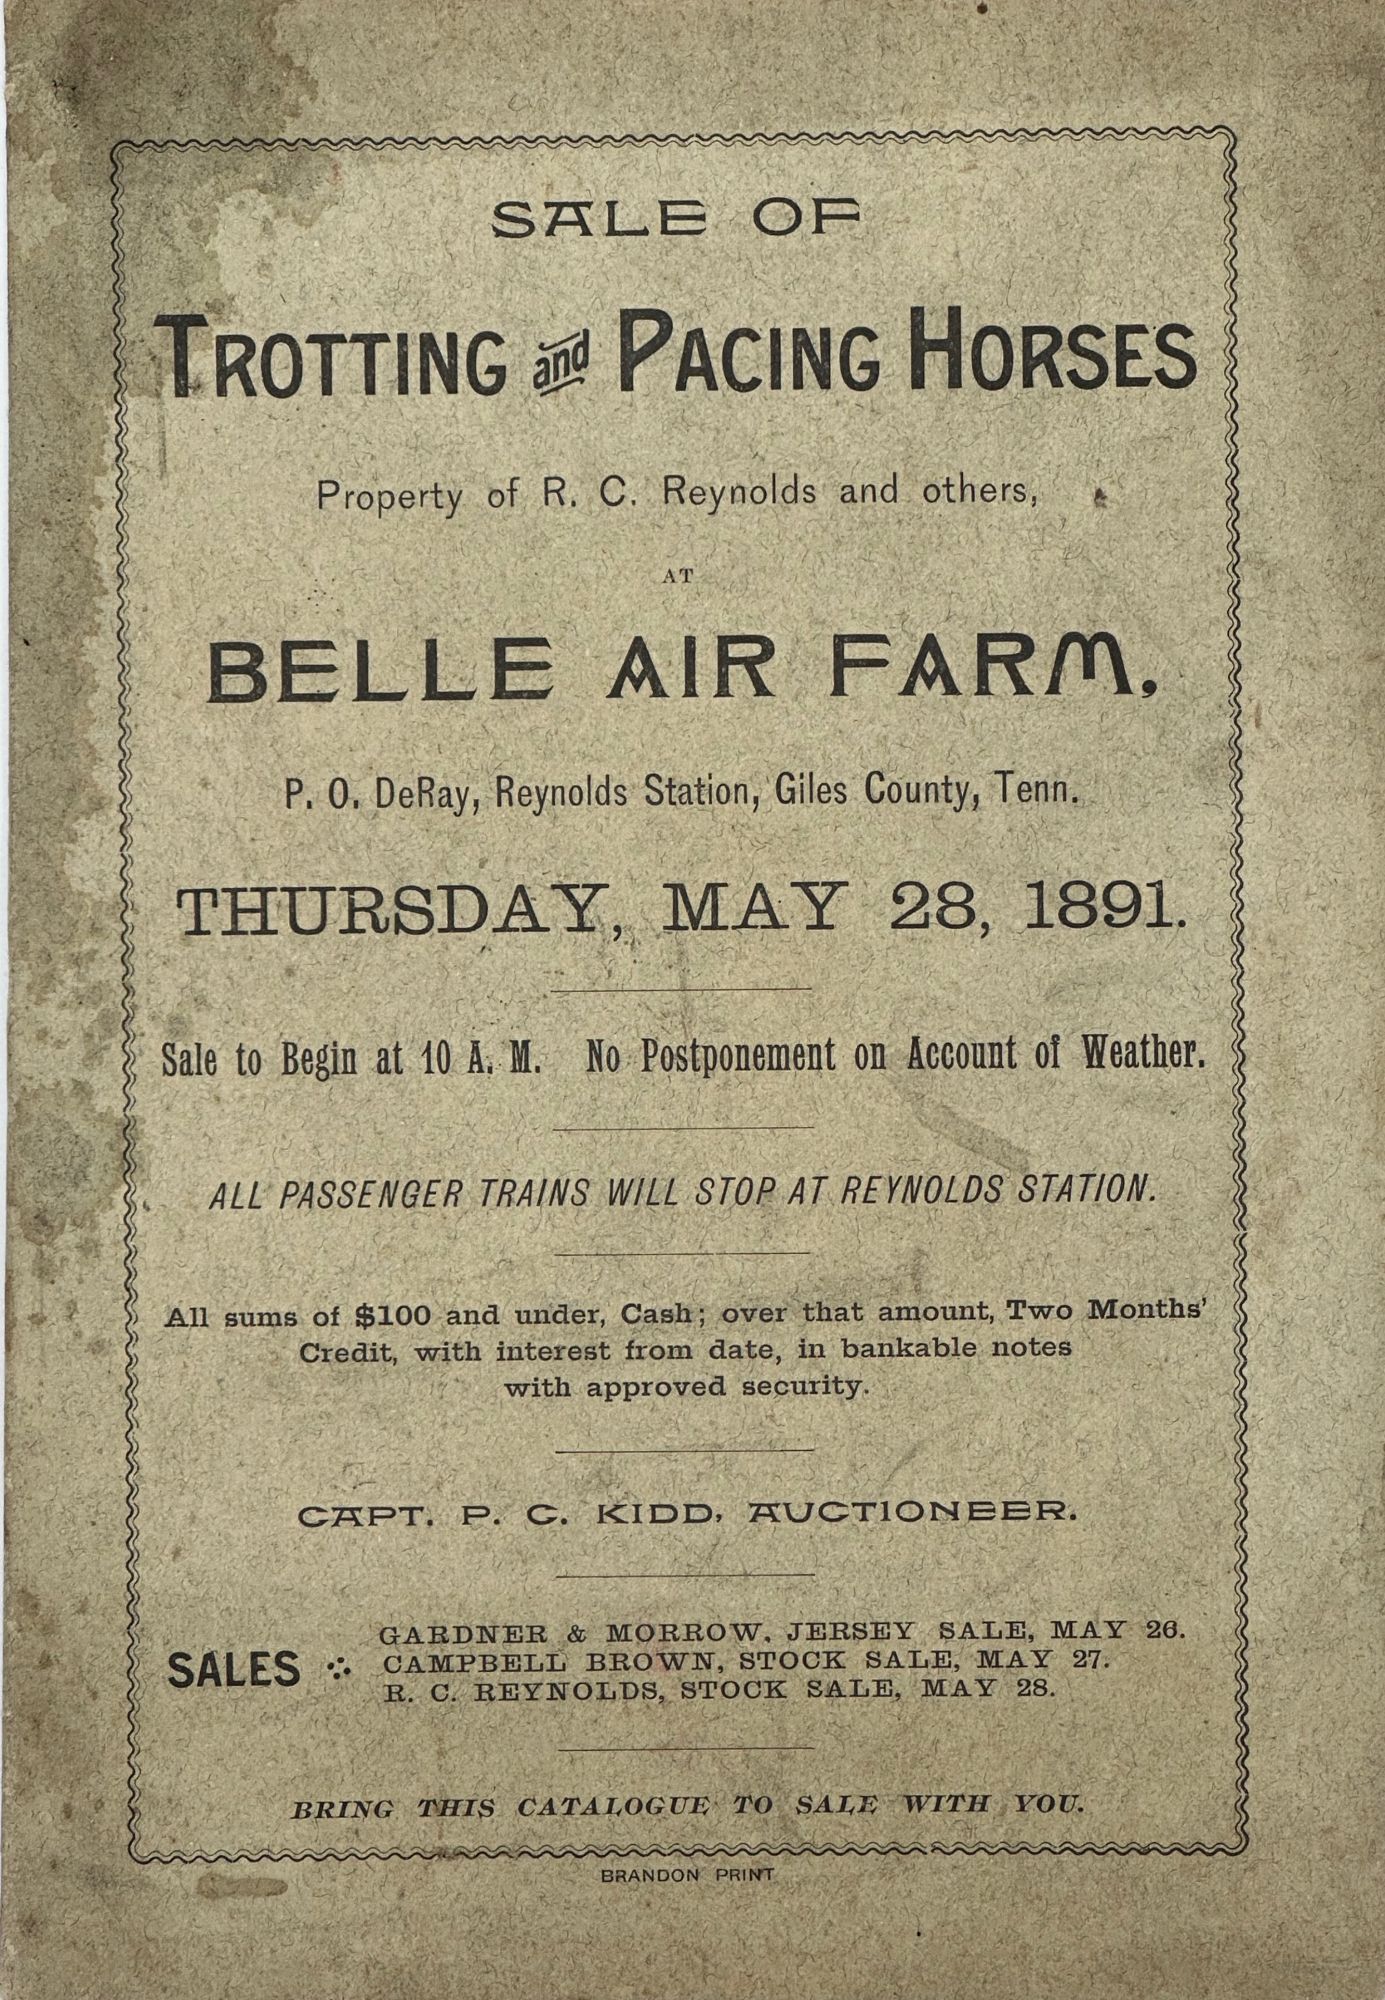 SALE OF
TROTTING and PACING HORSES
Property of R. C. Reynolds and others,
AT
BELLE AIR FARM,
P. O. DeRay, Reynolds Station, Giles County, Tenn.
THURSDAY, MAY 28, 1891.
Sale to Begin at 10 A. M. No Postponement on Account of Weather.
ALL PASSENGER TRAINS WILL STOP AT REYNOLDS STATION.
All sums of $100 and under, Cash; over that amount, Two Months'
Credit, with interest from date, in bankable notes
with approved security.
CAPT. P. C. KIDD, AUCTIONEER.
GARDNER & MORROW, JERSEY SALE, MAY 26.
SALES CAMPBELL BROWN, STOCK SALE, MAY 27.
R. C. REYNOLDS, STOCK SALE, MAY 28.
BRING THIS CATALOGUE TO SALE WITH YOU.
BRANDON PRINT